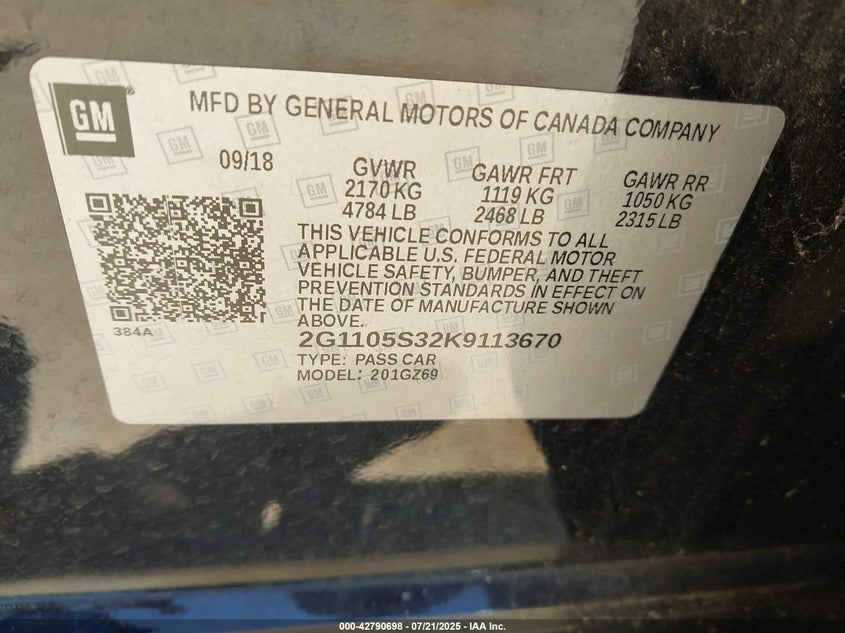 GM
MFD BY GENERAL MOTORS OF CANADA COMPANY
09/18
GVWR
2170 KG
4784 LB
GAWR FRT
1119 KG
2468 LB
GAWR RR
1050 KG
2315 LB
THIS VEHICLE CONFORMS TO ALL
APPLICABLE U.S. FEDERAL MOTOR
VEHICLE SAFETY, BUMPER, AND THEFT
PREVENTION STANDARDS IN EFFECT ON
THE DATE OF MANUFACTURE SHOWN
ABOVE.
384A
2G1105S32K9113670
TYPE: PASS CAR
MODEL: 201GZ69
000-42790698 - 07/21/2025 - IAA Inc.